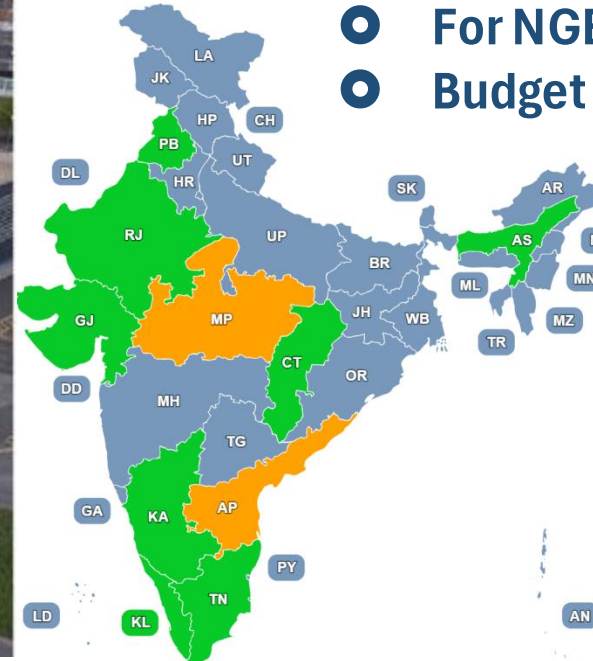 For NGE
Budget
LA
JK
HP
CH
PB
UT
DL
HR
SK
AR
RJ
UP
AS
BR
ML
MN
GJ
MP
JH
WB
MZ
CT
TR
OR
DD
MH
TG
GA
KA
AP
PY
TN
LD
KL
AN